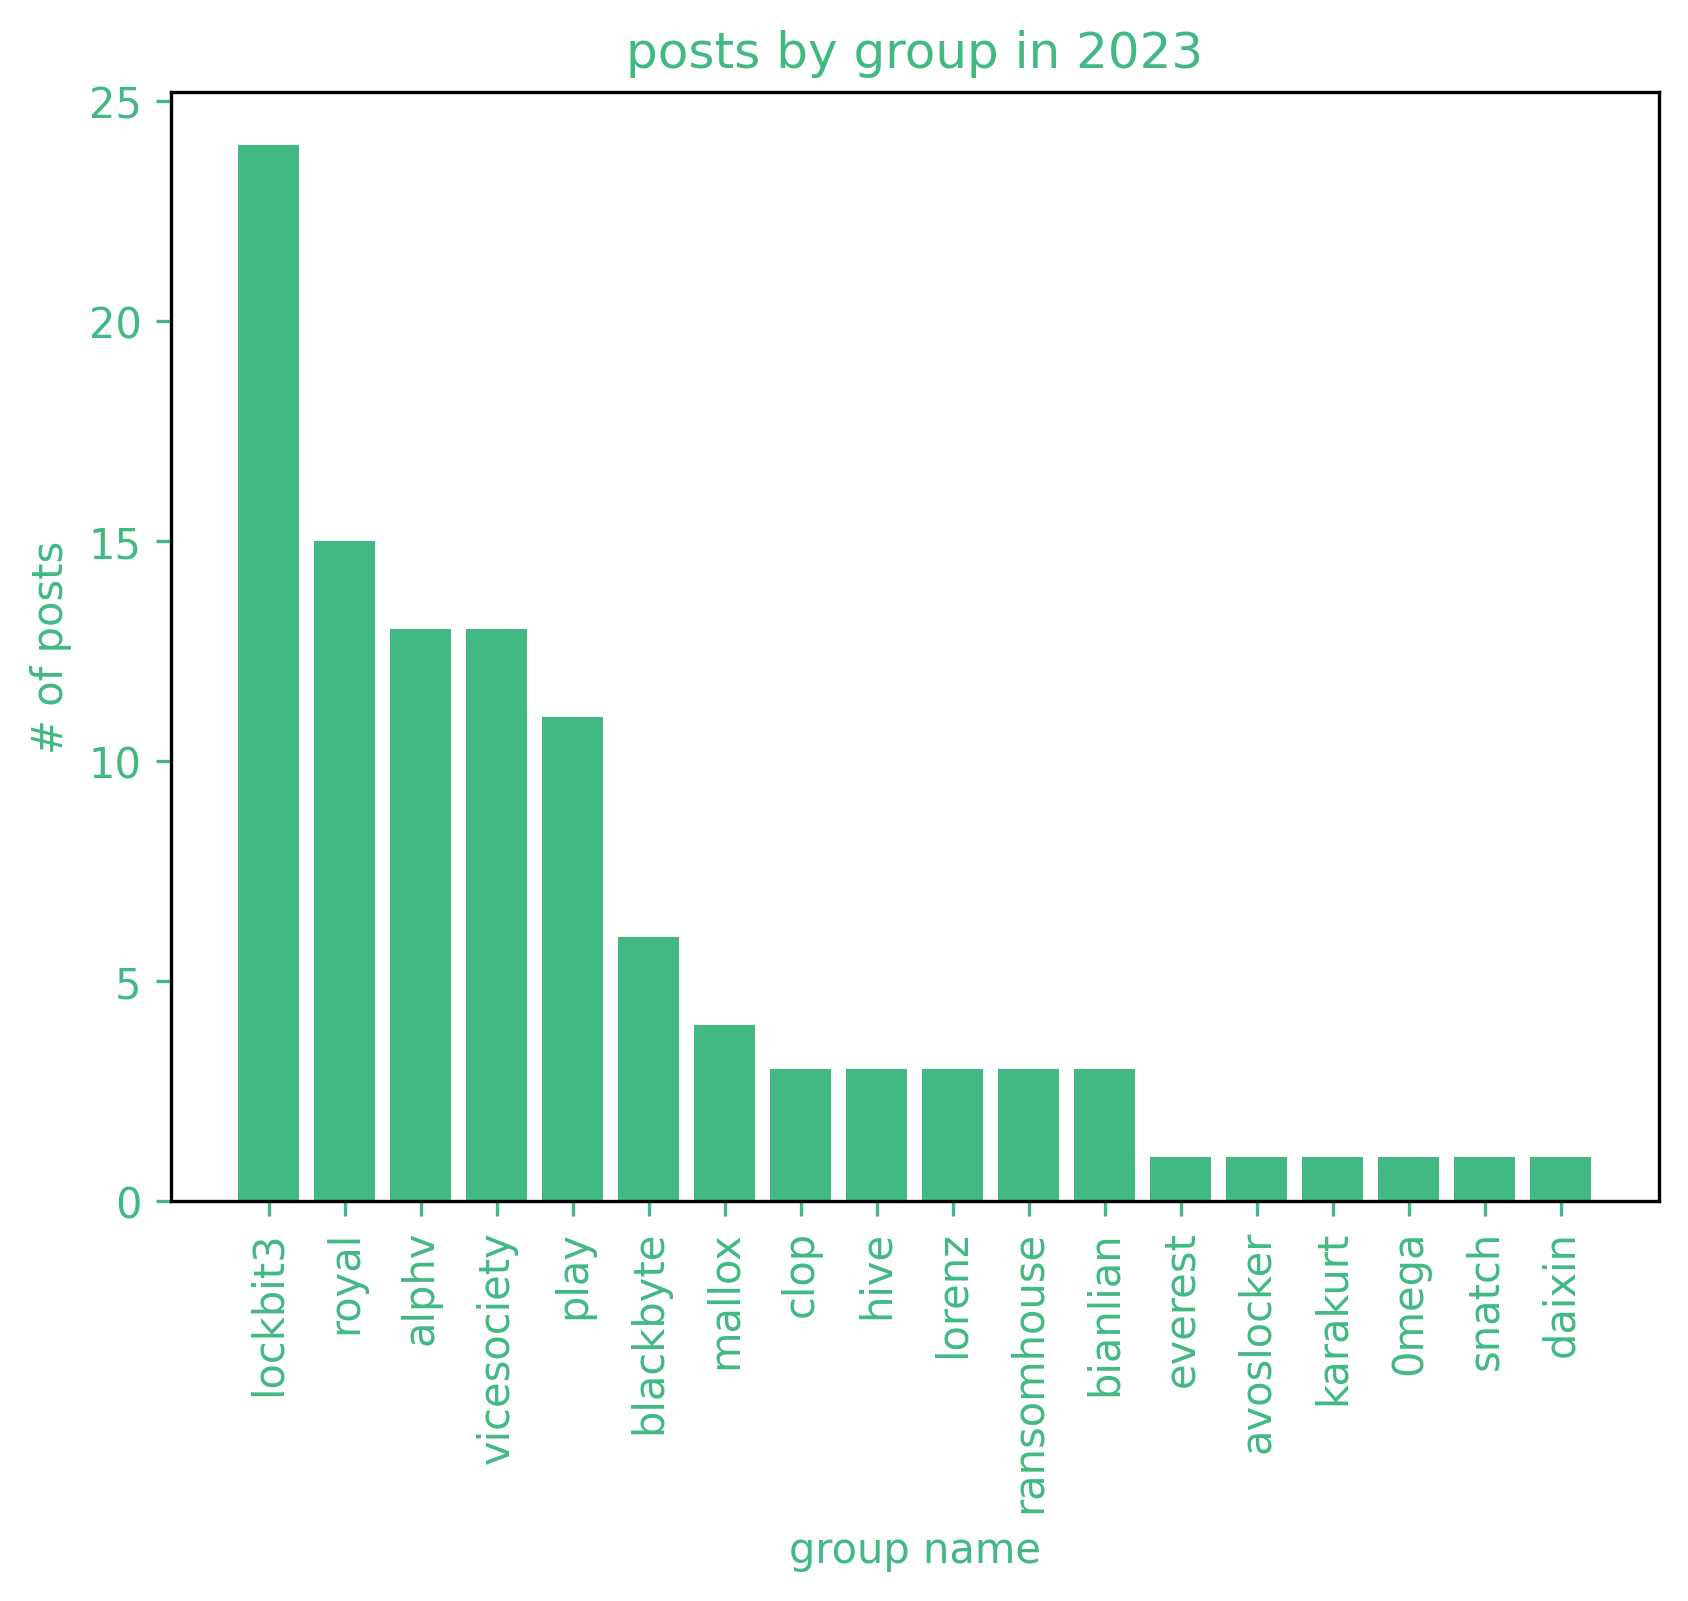 posts by group in 2023
25
20
15
10
5
0
# of posts
lockbit3
royal
alphv
vicesociety
play
blackbyte
mallox
clop
hive
lorenz
ransomhouse
bianlian
everest
avoslocker
karakurt
0mega
snatch
daixin
group name